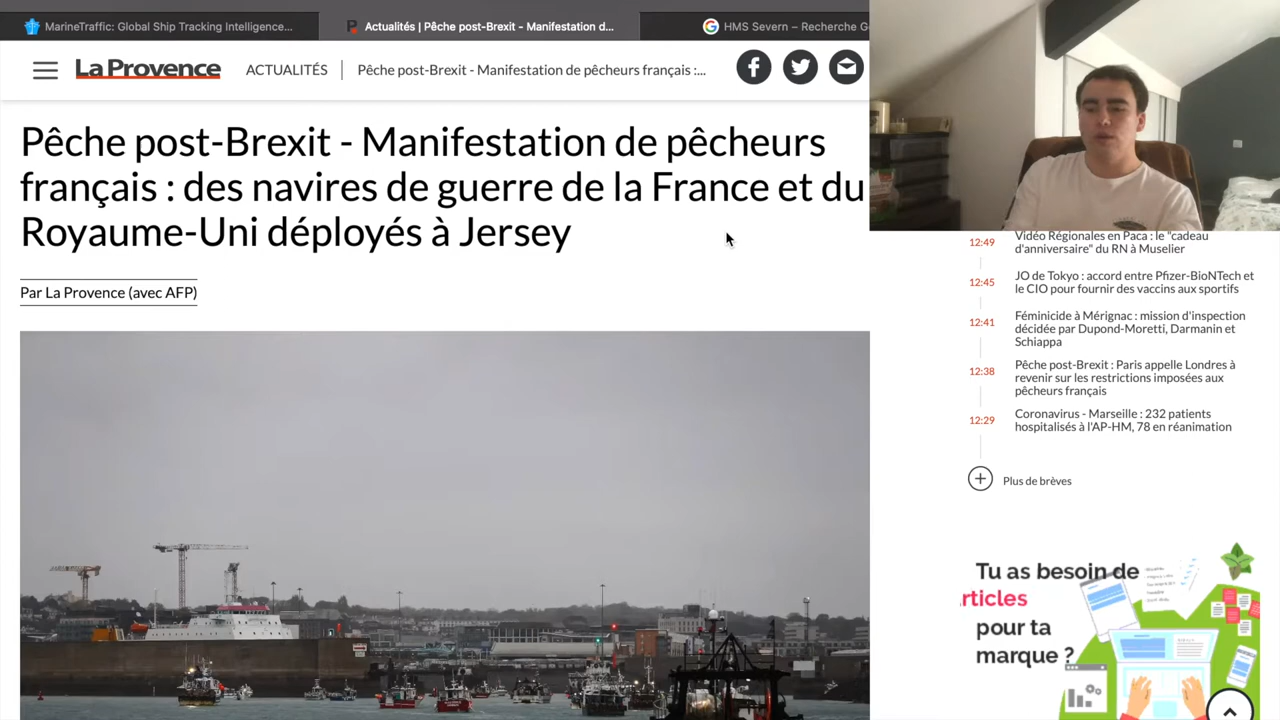 MarineTraffic: Global Ship Tracking Intelligence...
Actualités | Pêche post-Brexit - Manifestation d...
HMS Severn – Recherche G
La Provence
ACTUALITÉS
Pêche post-Brexit - Manifestation de pêcheurs français :...
Pêche post-Brexit - Manifestation de pêcheurs
français : des navires de guerre de la France et du
Royaume-Uni déployés à Jersey
Par La Provence (avec AFP)
12:49
Vidéo Régionales en Paca : le "cadeau
d'anniversaire" du RN à Muselier
12:45
JO de Tokyo : accord entre Pfizer-BioNTech et
le CIO pour fournir des vaccins aux sportifs
12:41
Féminicide à Mérignac : mission d'inspection
décidée par Dupond-Moretti, Darmanin et
Schiappa
12:38
Pêche post-Brexit : Paris appelle Londres à
revenir sur les restrictions imposées aux
pêcheurs français
12:29
Coronavirus - Marseille : 232 patients
hospitalisés à l'AP-HM, 78 en réanimation
Plus de brèves
Tu as besoin de
rticles
pour ta
marque ?